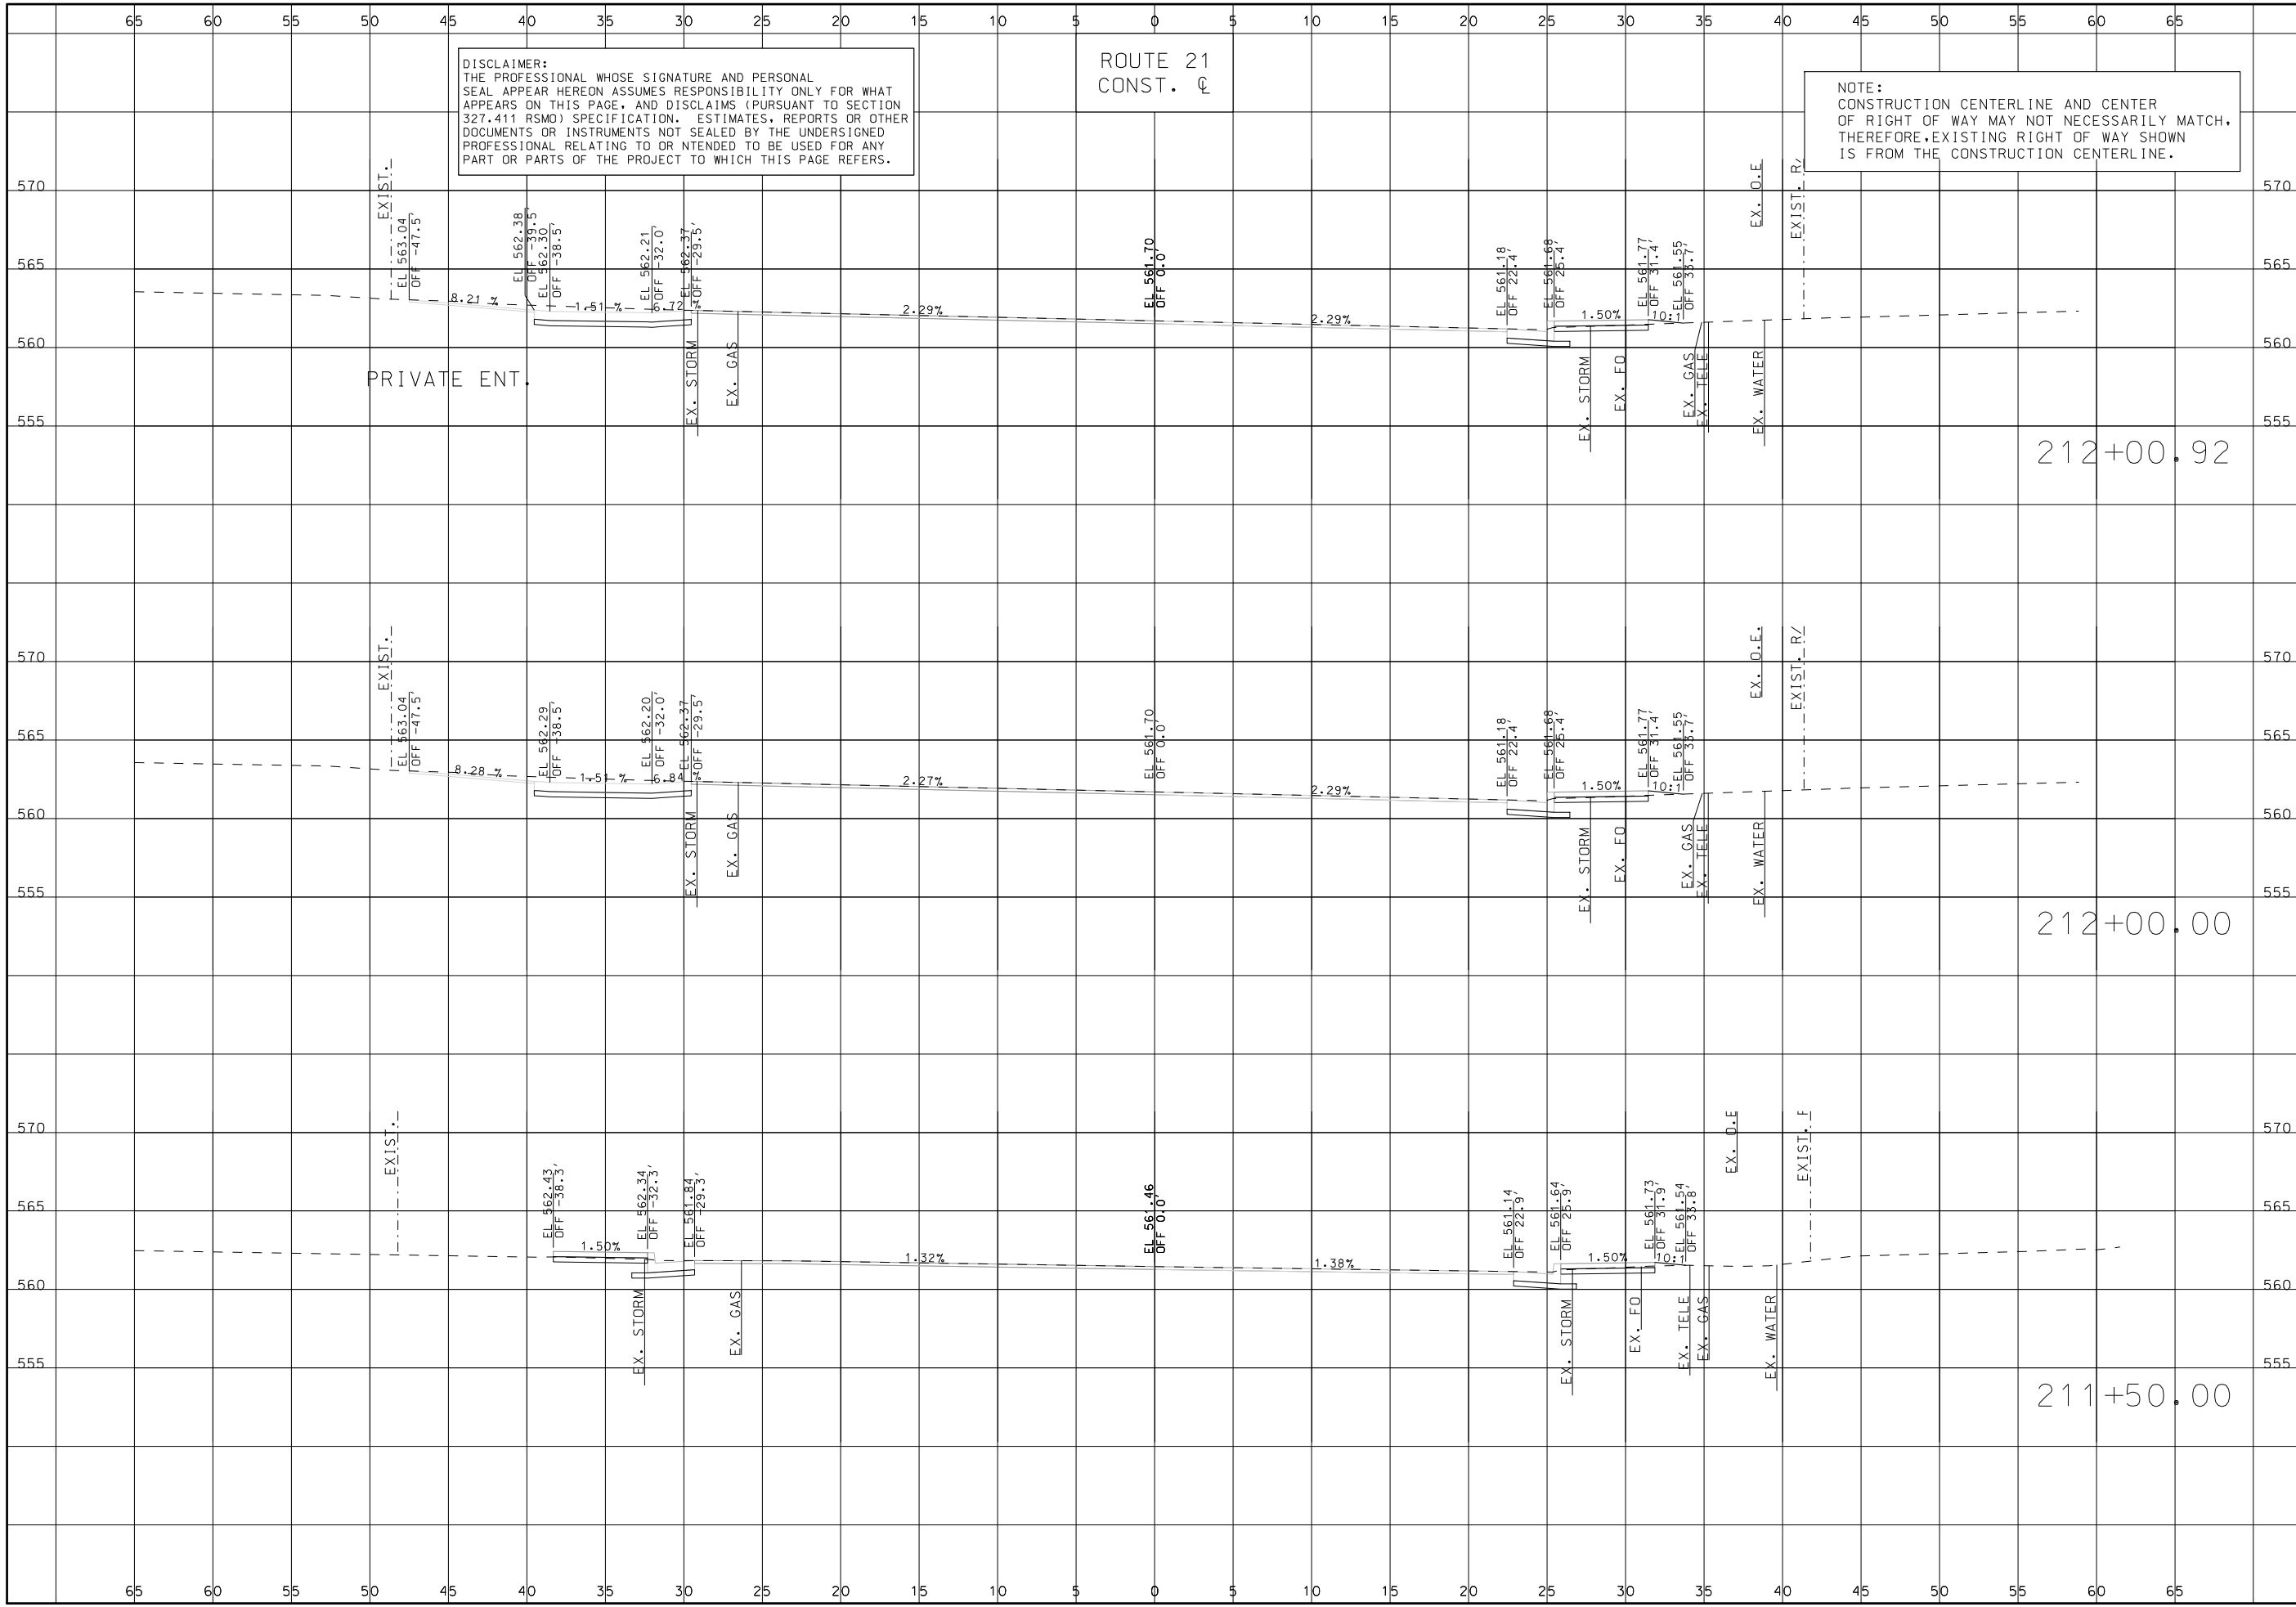 65 60 55 50 45 40 35 30 25 20 15 10 5 0 5 10 15 20 25 30 35 40 45 50 55 60 65
DISCLAIMER:
THE PROFESSIONAL WHOSE SIGNATURE AND PERSONAL
SEAL APPEAR HEREON ASSUMES RESPONSIBILITY ONLY FOR WHAT
APPEARS ON THIS PAGE, AND DISCLAIMS (PURSUANT TO SECTION
327.411 RSMO) SPECIFICATION. ESTIMATES, REPORTS OR OTHER
DOCUMENTS OR INSTRUMENTS NOT SEALED BY THE UNDERSIGNED
PROFESSIONAL RELATING TO OR NTENDED TO BE USED FOR ANY
PART OR PARTS OF THE PROJECT TO WHICH THIS PAGE REFERS.
ROUTE 21
CONST. ℄
NOTE:
CONSTRUCTION CENTERLINE AND CENTER
OF RIGHT OF WAY MAY NOT NECESSARILY MATCH,
THEREFORE,EXISTING RIGHT OF WAY SHOWN
IS FROM THE CONSTRUCTION CENTERLINE.
570 570
565 565
560 560
555 555
EXIST.
EL 563.04
OFF -47.5'
EL 562.38
OFF -39.5'
EL 562.30
OFF -38.5'
EL 562.21
OFF -32.0'
EL 562.37
OFF -29.5'
EL 561.70
OFF 0.0'
EL 561.18
OFF 22.4'
EL 561.68
OFF 25.4'
EL 561.77
OFF 31.4'
EL 561.55
OFF 33.7'
EX. O.E
EXIST. R/
8.21 %
1.51 %
6.72 %
2.29%
2.29%
1.50%
10:1
PRIVATE ENT.
EX. STORM
EX. GAS
EX. STORM
EX. FO
EX. GAS
EX. TELE
EX. WATER
212+00.92
570 570
565 565
560 560
555 555
EXIST.
EL 563.04
OFF -47.5'
EL 562.29
OFF -38.5'
EL 562.20
OFF -32.0'
EL 562.37
OFF -29.5'
EL 561.70
OFF 0.0'
EL 561.18
OFF 22.4'
EL 561.68
OFF 25.4'
EL 561.77
OFF 31.4'
EL 561.55
OFF 33.7'
EX. O.E.
EXIST. R/
8.28 %
1.51 %
6.84 %
2.27%
2.29%
1.50%
10:1
EX. STORM
EX. GAS
EX. STORM
EX. FO
EX. GAS
EX. TELE
EX. WATER
212+00.00
570 570
565 565
560 560
555 555
EXIST.
EL 562.43
OFF -38.3'
EL 562.34
OFF -32.3'
EL 561.84
OFF -29.3'
EL 561.46
OFF 0.0'
EL 561.14
OFF 22.9'
EL 561.64
OFF 25.9'
EL 561.73
OFF 31.9'
EL 561.54
OFF 33.8'
EX. O.E
EXIST.
1.50%
1.32%
1.38%
1.50%
10:1
EX. STORM
EX. GAS
EX. STORM
EX. FO
EX. TELE
EX. GAS
EX. WATER
211+50.00
65 60 55 50 45 40 35 30 25 20 15 10 5 0 5 10 15 20 25 30 35 40 45 50 55 60 65